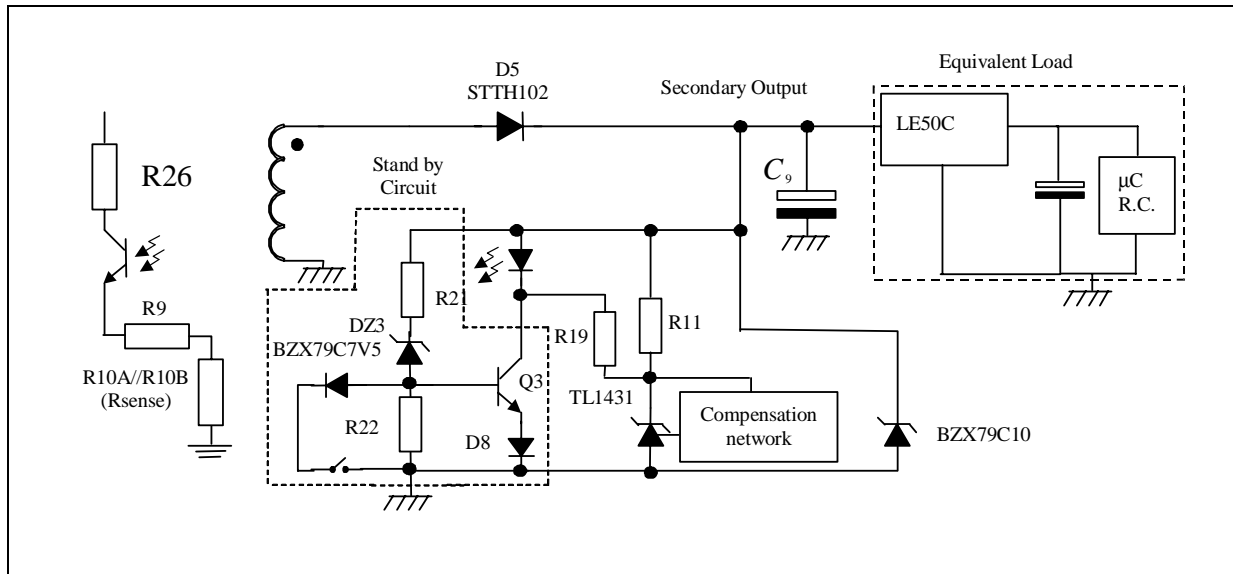 D5
STTH102
Secondary Output
Equivalent Load
LE50C
R26
Stand by
Circuit
C9
µC
R.C.
R9
R21
DZ3
BZX79C7V5
R19
R11
R10A//R10B
(Rsense)
Q3
TL1431
R22
D8
Compensation
network
BZX79C10